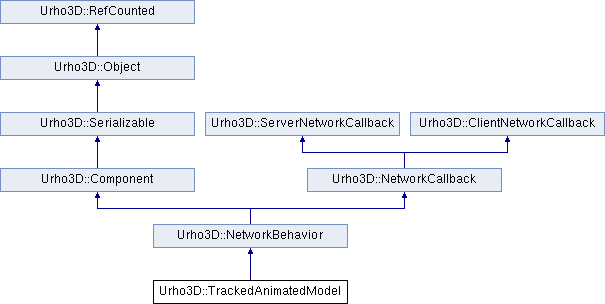 Urho3D::RefCounted
Urho3D::Object
Urho3D::Serializable
Urho3D::ServerNetworkCallback
Urho3D::ClientNetworkCallback
Urho3D::Component
Urho3D::NetworkCallback
Urho3D::NetworkBehavior
Urho3D::TrackedAnimatedModel